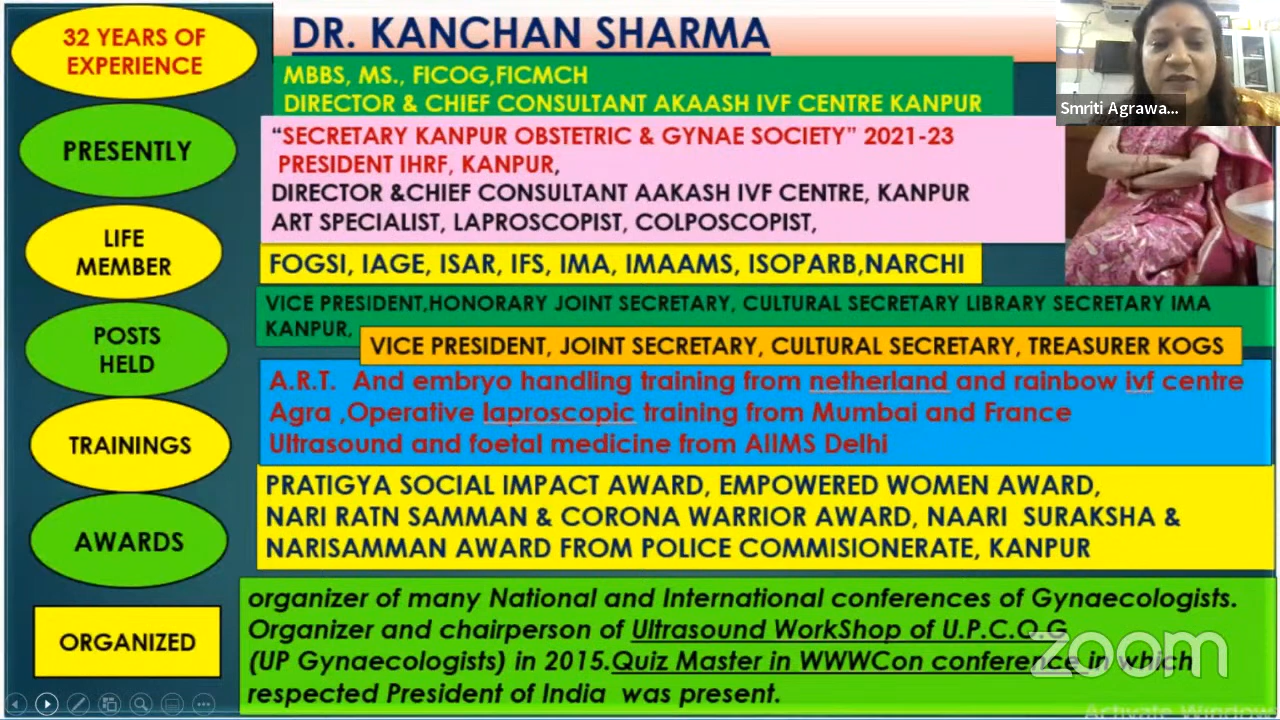 32 YEARS OF
EXPERIENCE
DR. KANCHAN SHARMA
MBBS, MS., FICOG,FICMCH
DIRECTOR & CHIEF CONSULTANT AKAASH IVF CENTRE KANPUR
Smriti Agrawa...
PRESENTLY
“SECRETARY KANPUR OBSTETRIC & GYNAE SOCIETY” 2021-23
PRESIDENT IHRF, KANPUR,
DIRECTOR &CHIEF CONSULTANT AAKASH IVF CENTRE, KANPUR
ART SPECIALIST, LAPROSCOPIST, COLPOSCOPIST,
LIFE
MEMBER
FOGSI, IAGE, ISAR, IFS, IMA, IMAAMS, ISOPARB,NARCHI
POSTS
HELD
VICE PRESIDENT,HONORARY JOINT SECRETARY, CULTURAL SECRETARY LIBRARY SECRETARY IMA
KANPUR,
VICE PRESIDENT, JOINT SECRETARY, CULTURAL SECRETARY, TREASURER KOGS
TRAININGS
A.R.T. And embryo handling training from netherland and rainbow ivf centre
Agra ,Operative laproscopic training from Mumbai and France
Ultrasound and foetal medicine from AIIMS Delhi
AWARDS
PRATIGYA SOCIAL IMPACT AWARD, EMPOWERED WOMEN AWARD,
NARI RATN SAMMAN & CORONA WARRIOR AWARD, NAARI SURAKSHA &
NARISAMMAN AWARD FROM POLICE COMMISIONERATE, KANPUR
ORGANIZED
organizer of many National and International conferences of Gynaecologists.
Organizer and chairperson of Ultrasound WorkShop of U.P.C.O.G
(UP Gynaecologists) in 2015.Quiz Master in WWWCon conference in which
respected President of India was present.
zoom
Activate Windows